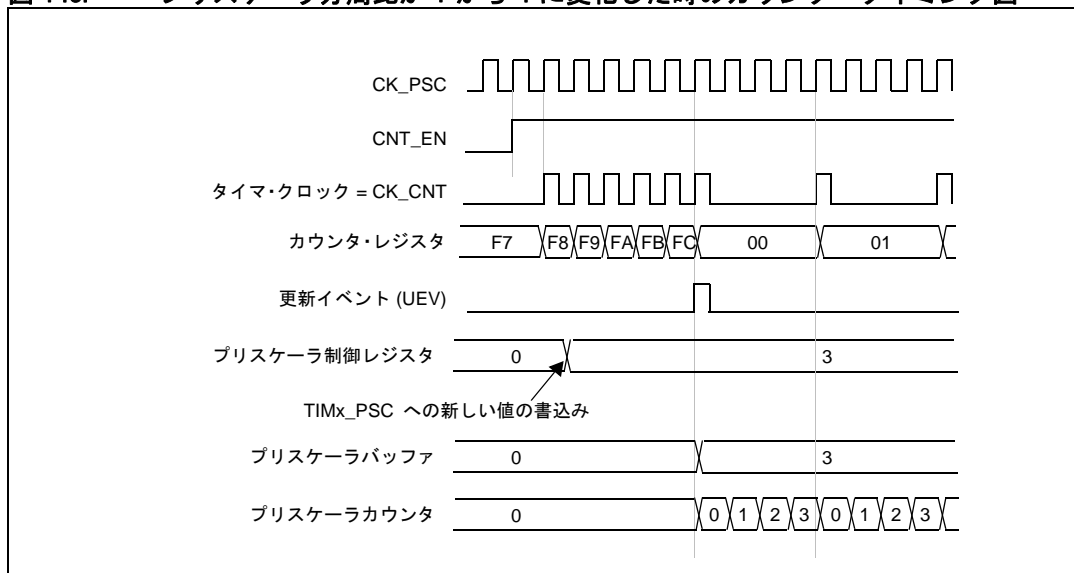 CK_PSC
CNT_EN
タイマ・クロック = CK_CNT
カウンタ・レジスタ F7 F8 F9 FA FB FC 00 01
更新イベント (UEV)
プリスケーラ制御レジスタ 0 3
TIMx_PSC への新しい値の書込み
プリスケーラバッファ 0 3
プリスケーラカウンタ 0 0 1 2 3 0 1 2 3